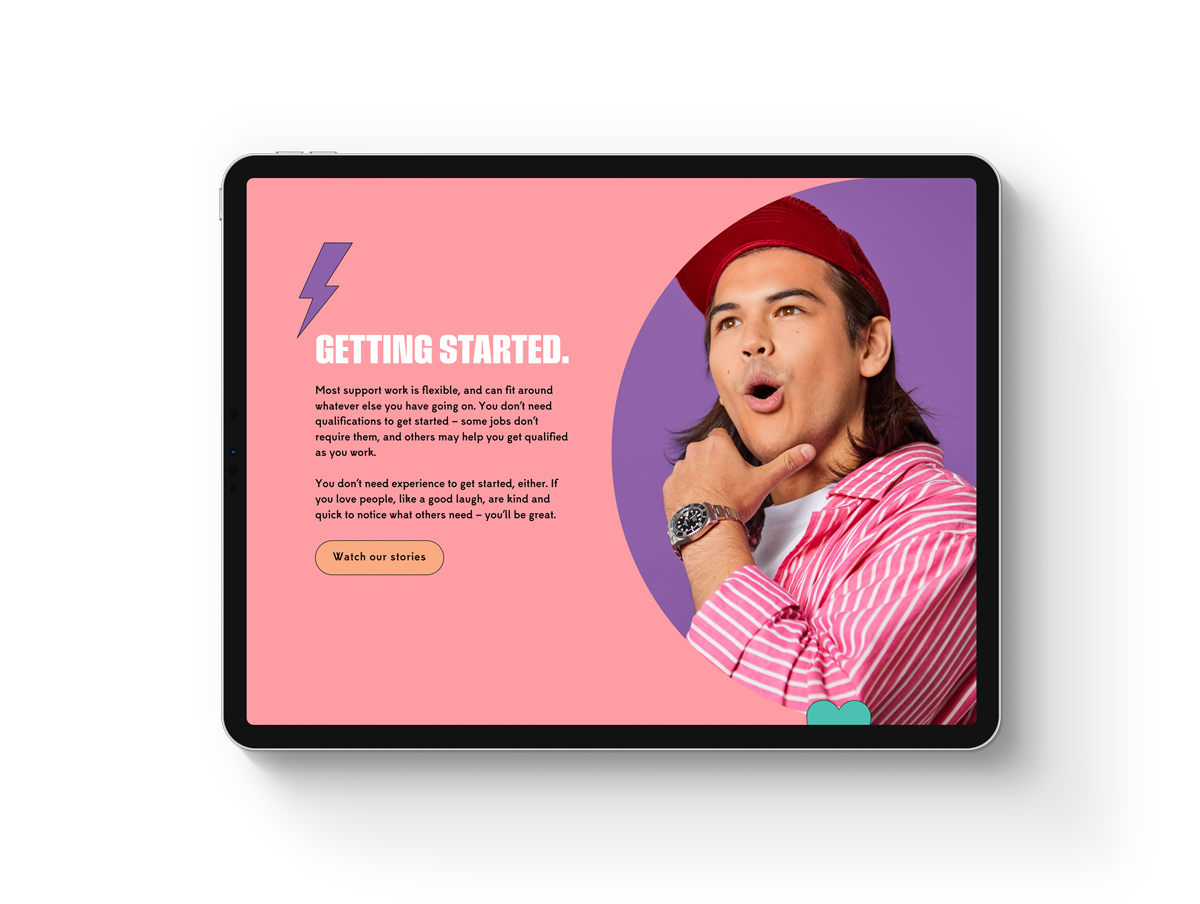 GETTING STARTED.
Most support work is flexible, and can fit around
whatever else you have going on. You don't need
qualifications to get started – some jobs don't
require them, and others may help you get qualified
as you work.
You don't need experience to get started, either. If
you love people, like a good laugh, are kind and
quick to notice what others need – you'll be great.
Watch our stories